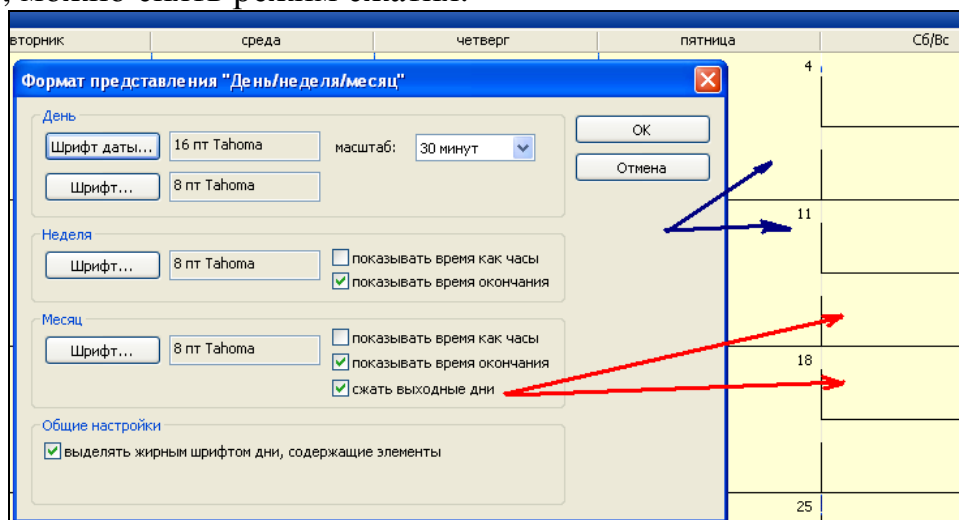 , можно снять режим сжатия.
вторник среда четверг пятница Сб/Вс
Формат представления "День/неделя/месяц"
4
День
Шрифт даты... 16 пт Tahoma масштаб: 30 минут
OK
Шрифт... 8 пт Tahoma
Отмена
11
Неделя
Шрифт... 8 пт Tahoma
показывать время как часы
показывать время окончания
Месяц
Шрифт... 8 пт Tahoma
показывать время как часы
показывать время окончания
18
сжать выходные дни
Общие настройки
выделять жирным шрифтом дни, содержащие элементы
25